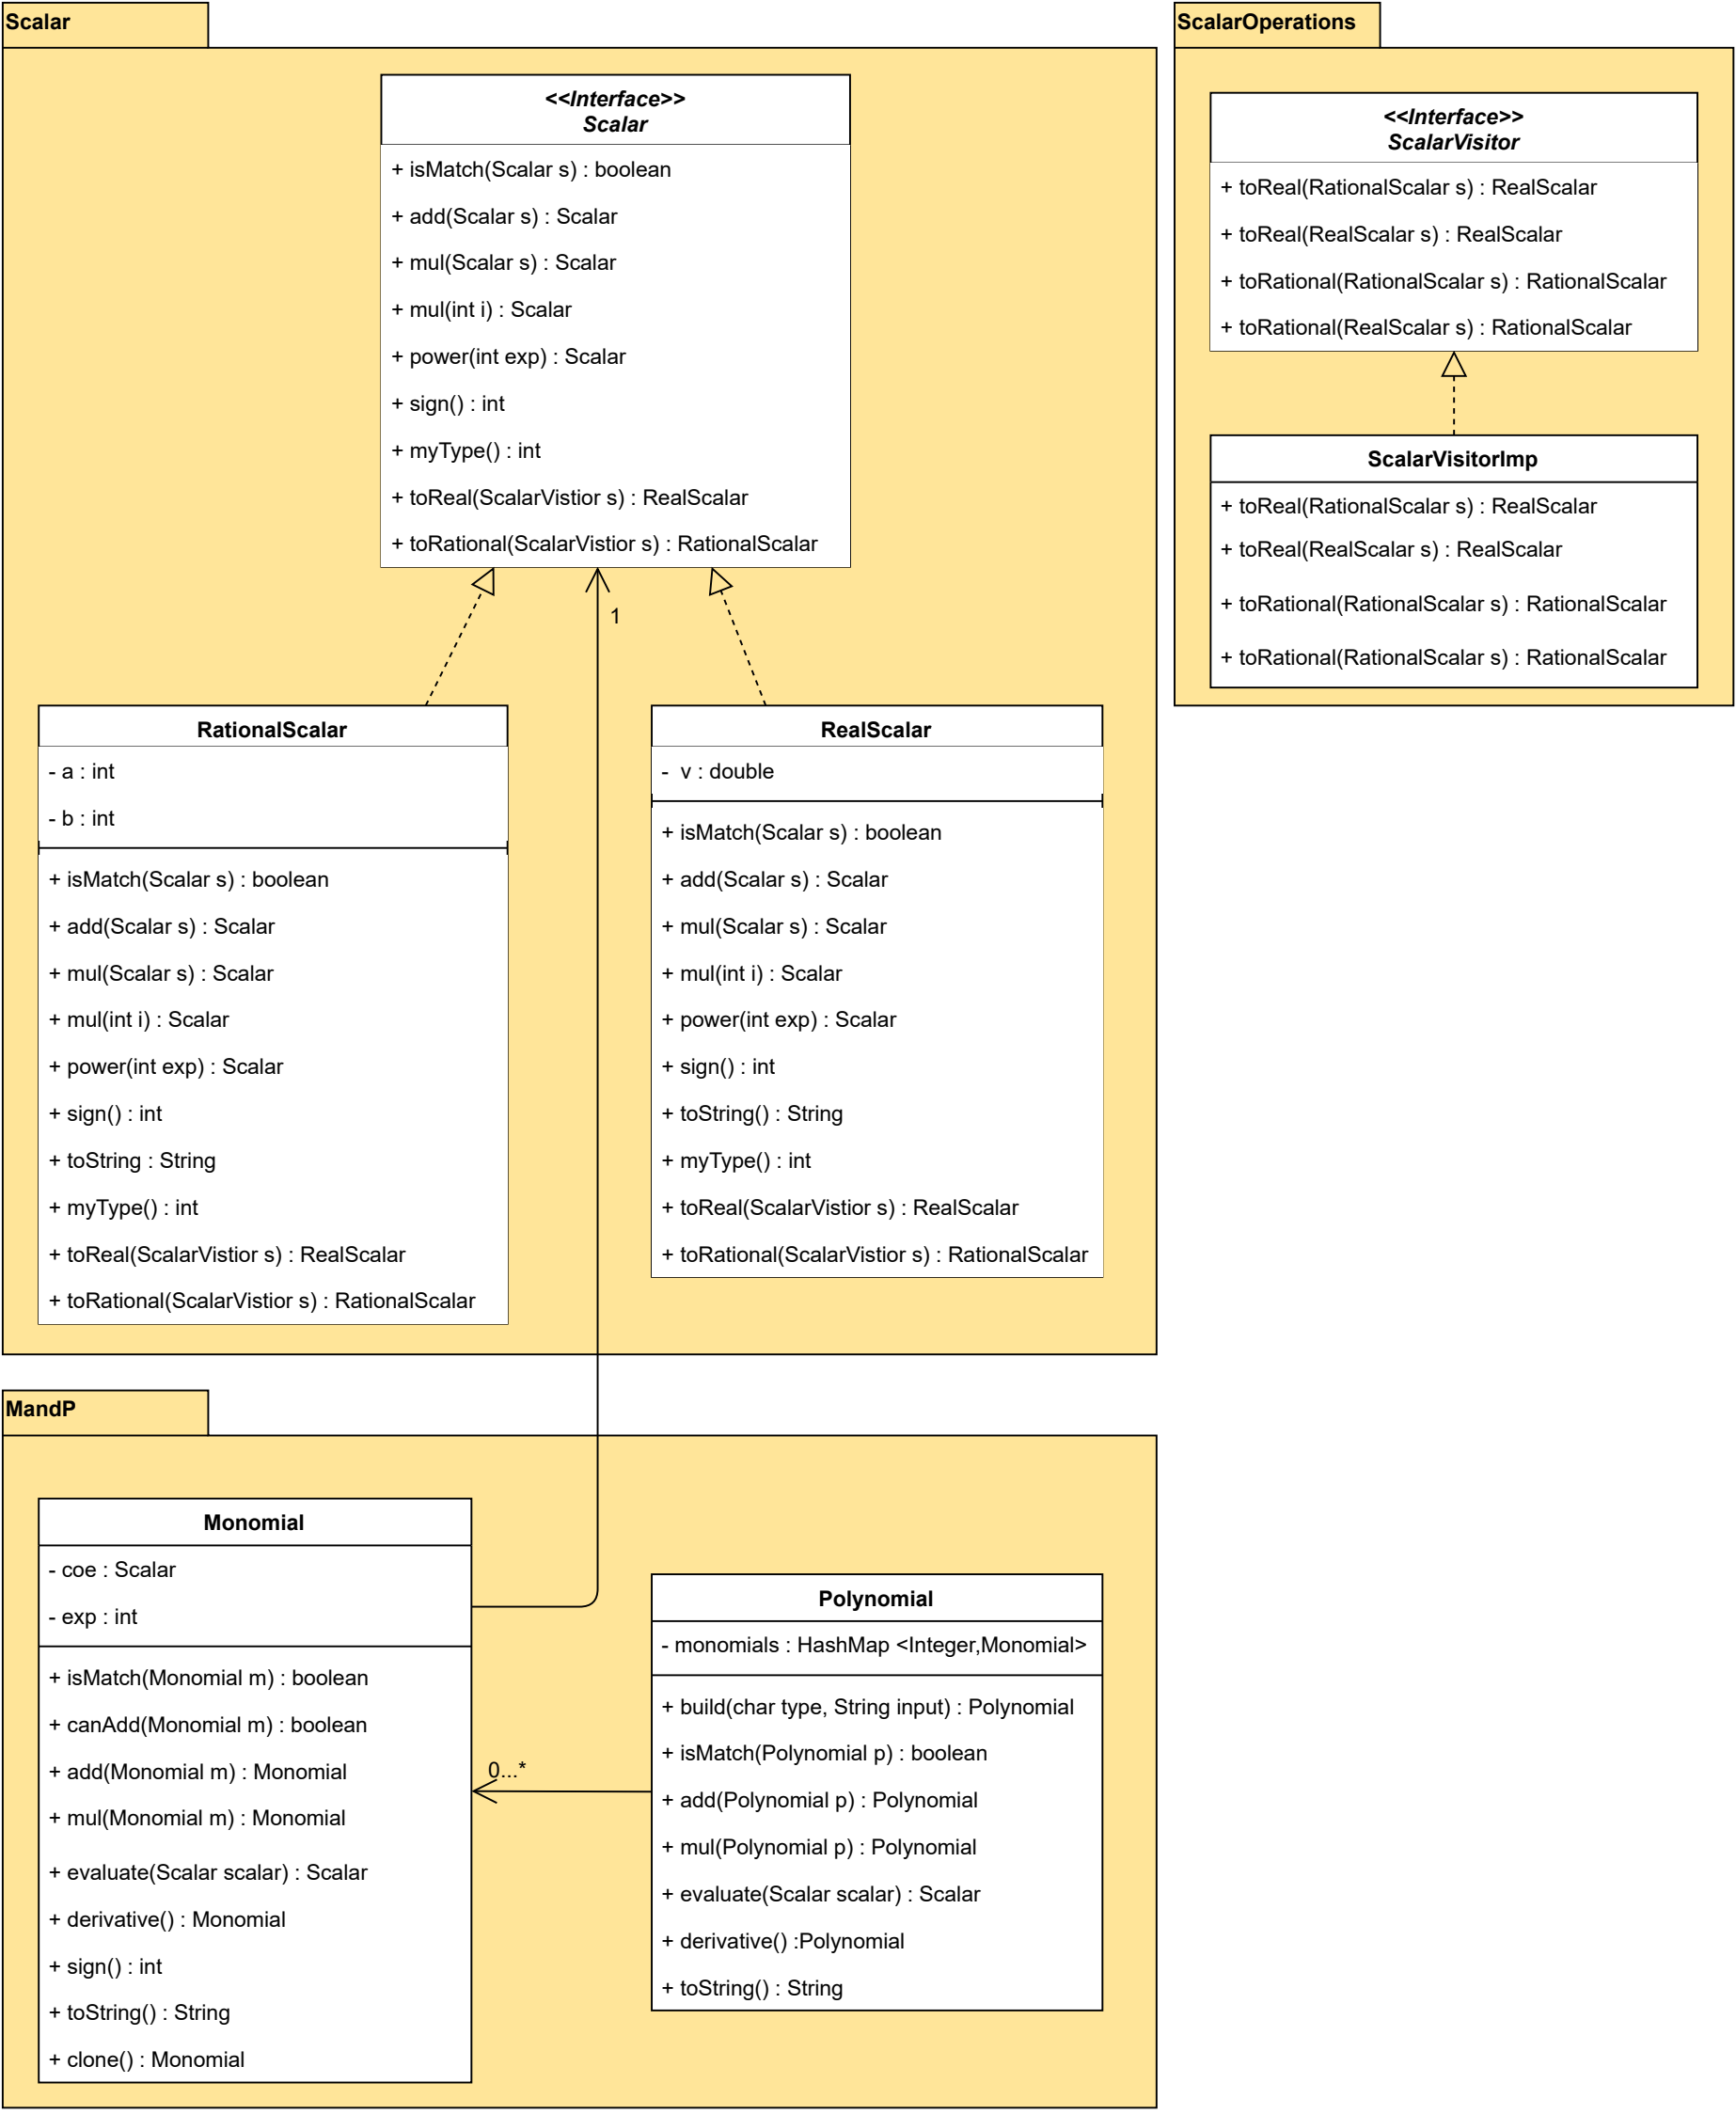 Scalar
<<Interface>>
Scalar
+ isMatch(Scalar s) : boolean
+ add(Scalar s) : Scalar
+ mul(Scalar s) : Scalar
+ mul(int i) : Scalar
+ power(int exp) : Scalar
+ sign() : int
+ myType() : int
+ toReal(ScalarVistior s) : RealScalar
+ toRational(ScalarVistior s) : RationalScalar
1
RationalScalar
- a : int
- b : int
+ isMatch(Scalar s) : boolean
+ add(Scalar s) : Scalar
+ mul(Scalar s) : Scalar
+ mul(int i) : Scalar
+ power(int exp) : Scalar
+ sign() : int
+ toString : String
+ myType() : int
+ toReal(ScalarVistior s) : RealScalar
+ toRational(ScalarVistior s) : RationalScalar
RealScalar
- v : double
+ isMatch(Scalar s) : boolean
+ add(Scalar s) : Scalar
+ mul(Scalar s) : Scalar
+ mul(int i) : Scalar
+ power(int exp) : Scalar
+ sign() : int
+ toString() : String
+ myType() : int
+ toReal(ScalarVistior s) : RealScalar
+ toRational(ScalarVistior s) : RationalScalar
ScalarOperations
<<Interface>>
ScalarVisitor
+ toReal(RationalScalar s) : RealScalar
+ toReal(RealScalar s) : RealScalar
+ toRational(RationalScalar s) : RationalScalar
+ toRational(RealScalar s) : RationalScalar
ScalarVisitorImp
+ toReal(RationalScalar s) : RealScalar
+ toReal(RealScalar s) : RealScalar
+ toRational(RationalScalar s) : RationalScalar
+ toRational(RationalScalar s) : RationalScalar
MandP
Monomial
- coe : Scalar
- exp : int
+ isMatch(Monomial m) : boolean
+ canAdd(Monomial m) : boolean
+ add(Monomial m) : Monomial
+ mul(Monomial m) : Monomial
+ evaluate(Scalar scalar) : Scalar
+ derivative() : Monomial
+ sign() : int
+ toString() : String
+ clone() : Monomial
0...*
Polynomial
- monomials : HashMap <Integer,Monomial>
+ build(char type, String input) : Polynomial
+ isMatch(Polynomial p) : boolean
+ add(Polynomial p) : Polynomial
+ mul(Polynomial p) : Polynomial
+ evaluate(Scalar scalar) : Scalar
+ derivative() :Polynomial
+ toString() : String